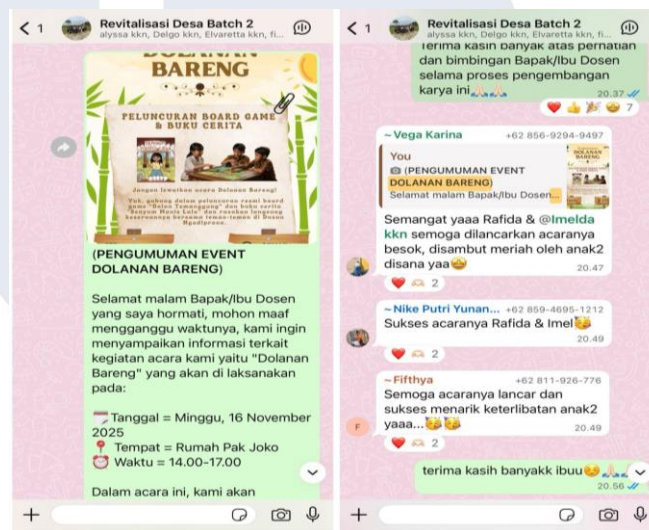 1
Revitalisasi Desa Batch 2
alyssa kkn, Delgo kkn, Elvaretta kkn, fi...
DOLANAN
BARENG
PELUNCURAN BOARD GAME
& BUKU CERITA
Jangan lewatkan acara Dolanan Bareng!
(PENGUMUMAN EVENT
DOLANAN BARENG)
Selamat malam Bapak/Ibu Dosen
yang saya hormati, mohon maaf
mengganggu waktunya, kami ingin
menyampaikan informasi terkait
kegiatan acara kami yaitu "Dolanan
Bareng" yang akan di laksanakan
pada:
Tanggal = Minggu, 16 November
2025
Tempat = Rumah Pak Joko
Waktu = 14.00-17.00
Dalam acara ini, kami akan
1
Revitalisasi Desa Batch 2
alyssa kkn, Delgo kkn, Elvaretta kkn, fi...
Terima kasih banyak atas perhatian
dan bimbingan Bapak/Ibu Dosen
selama proses pengembangan
karya ini🙏🏻🙏🏻
20.37
7
~ Vega Karina +62 856-9294-9497
You
(PENGUMUMAN EVENT
DOLANAN BARENG)
Selamat malam Bapak/Ibu Dosen...
Semangat yaaa Rafida & @Imelda
kkn semoga dilancarkan acaranya
besok, disambut meriah oleh anak2
disana yaa🤩
20.47
2
~ Nike Putri Yunan... +62 859-4695-1212
Sukses acaranya Rafida & Imel🥳
20.49
2
~ Fifthya +62 811-926-776
Semoga acaranya lancar dan
sukses menarik keterlibatan anak2
yaaa...🥳🥳
20.49
F
2
terima kasih banyakk ibuu☺️🙏🏻🙏🏻
20.56